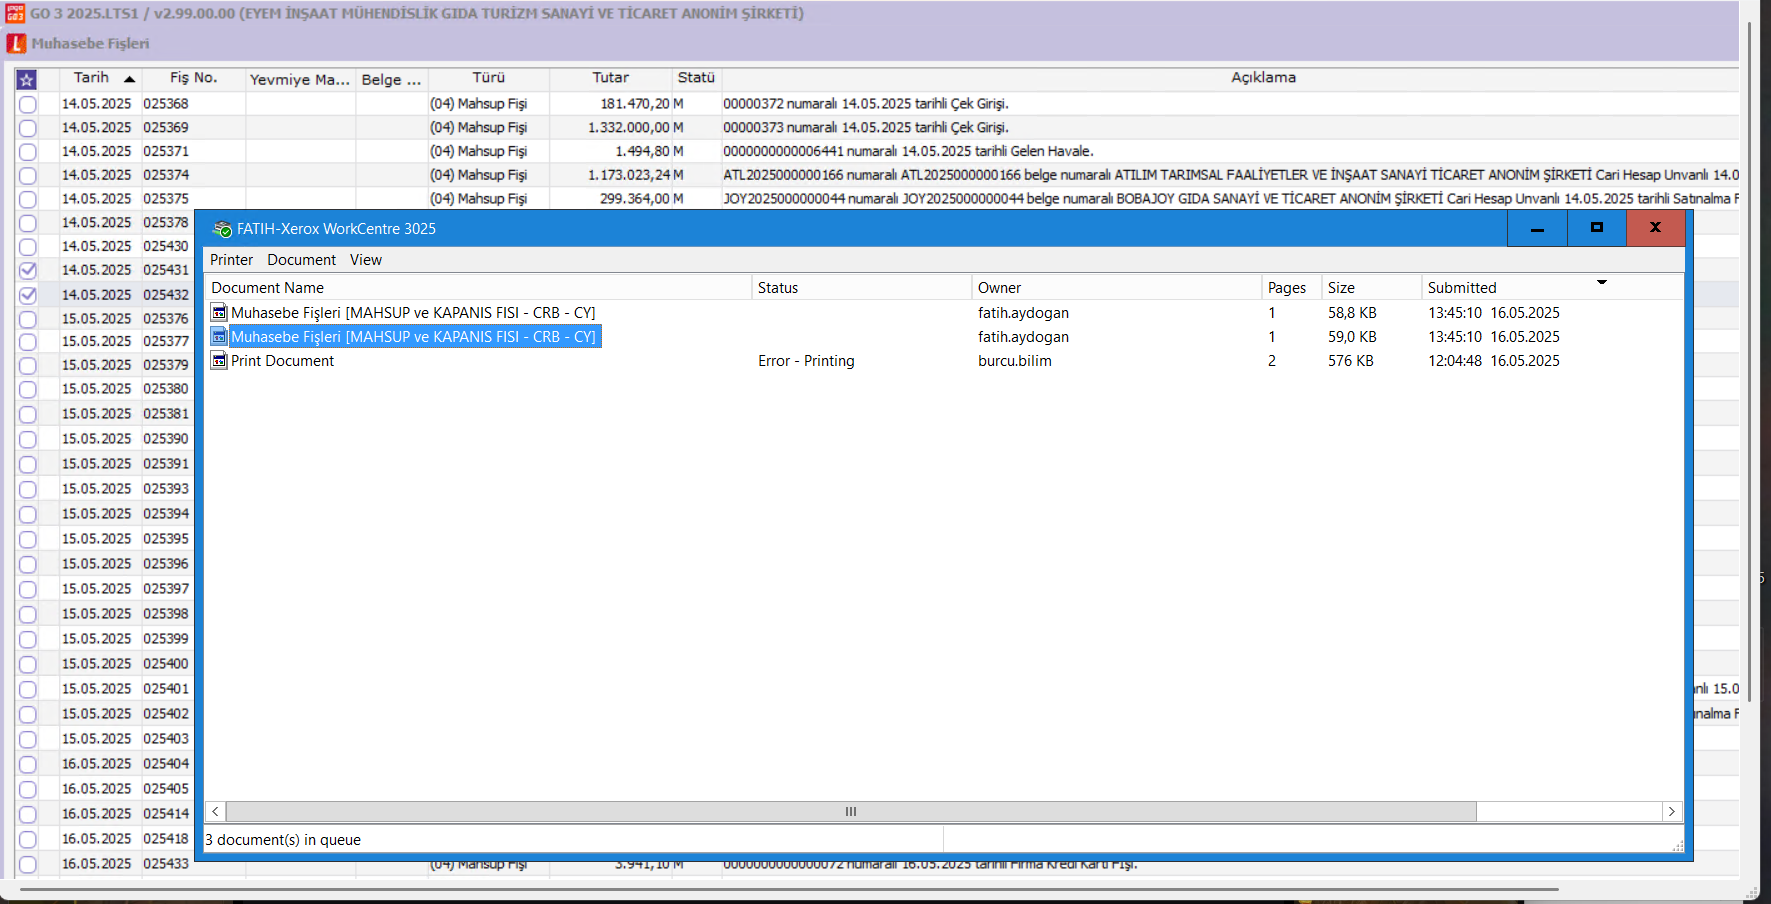 GO 3 2025.LTS1 / v2.99.00.00 (EYEM İNŞAAT MÜHENDİSLİK GIDA TURİZM SANAYİ VE TİCARET ANONİM ŞİRKETİ)
Muhasebe Fişleri
Tarih Fiş No. Yevmiye Ma... Belge ... Türü Tutar Statü Açıklama
14.05.2025 025368 (04) Mahsup Fişi 181.470,20 M 00000372 numaralı 14.05.2025 tarihli Çek Girişi.
14.05.2025 025369 (04) Mahsup Fişi 1.332.000,00 M 00000373 numaralı 14.05.2025 tarihli Çek Girişi.
14.05.2025 025371 (04) Mahsup Fişi 1.494,80 M 0000000000006441 numaralı 14.05.2025 tarihli Gelen Havale.
14.05.2025 025374 (04) Mahsup Fişi 1.173.023,24 M ATL2025000000166 numaralı ATL2025000000166 belge numaralı ATILIM TARIMSAL FAALİYETLER VE İNŞAAT SANAYİ TİCARET ANONİM ŞİRKETİ Cari Hesap Unvanlı 14.0
14.05.2025 025375 (04) Mahsup Fişi 299.364,00 M JOY2025000000044 numaralı JOY2025000000044 belge numaralı BOBAJOY GIDA SANAYİ VE TİCARET ANONİM ŞİRKETİ Cari Hesap Unvanlı 14.05.2025 tarihli Satınalma F
14.05.2025 025378
14.05.2025 025430
14.05.2025 025431
14.05.2025 025432
15.05.2025 025376
15.05.2025 025377
15.05.2025 025379
15.05.2025 025380
15.05.2025 025381
15.05.2025 025390
15.05.2025 025391
15.05.2025 025393
15.05.2025 025394
15.05.2025 025395
15.05.2025 025396
15.05.2025 025397
15.05.2025 025398
15.05.2025 025399
15.05.2025 025400
15.05.2025 025401 nlı 15.0
15.05.2025 025402 nalma F
15.05.2025 025403
16.05.2025 025404
16.05.2025 025405
16.05.2025 025414
16.05.2025 025418
16.05.2025 025433 (04) Mahsup Fişi 3.941,10 M 0000000000000072 numaralı 16.05.2025 tarihli Firma Kredi Kartı Fişi.
FATIH-Xerox WorkCentre 3025
Printer Document View
Document Name Status Owner Pages Size Submitted
Muhasebe Fişleri [MAHSUP ve KAPANIS FISI - CRB - CY] fatih.aydogan 1 58,8 KB 13:45:10 16.05.2025
Muhasebe Fişleri [MAHSUP ve KAPANIS FISI - CRB - CY] fatih.aydogan 1 59,0 KB 13:45:10 16.05.2025
Print Document Error - Printing burcu.bilim 2 576 KB 12:04:48 16.05.2025
3 document(s) in queue